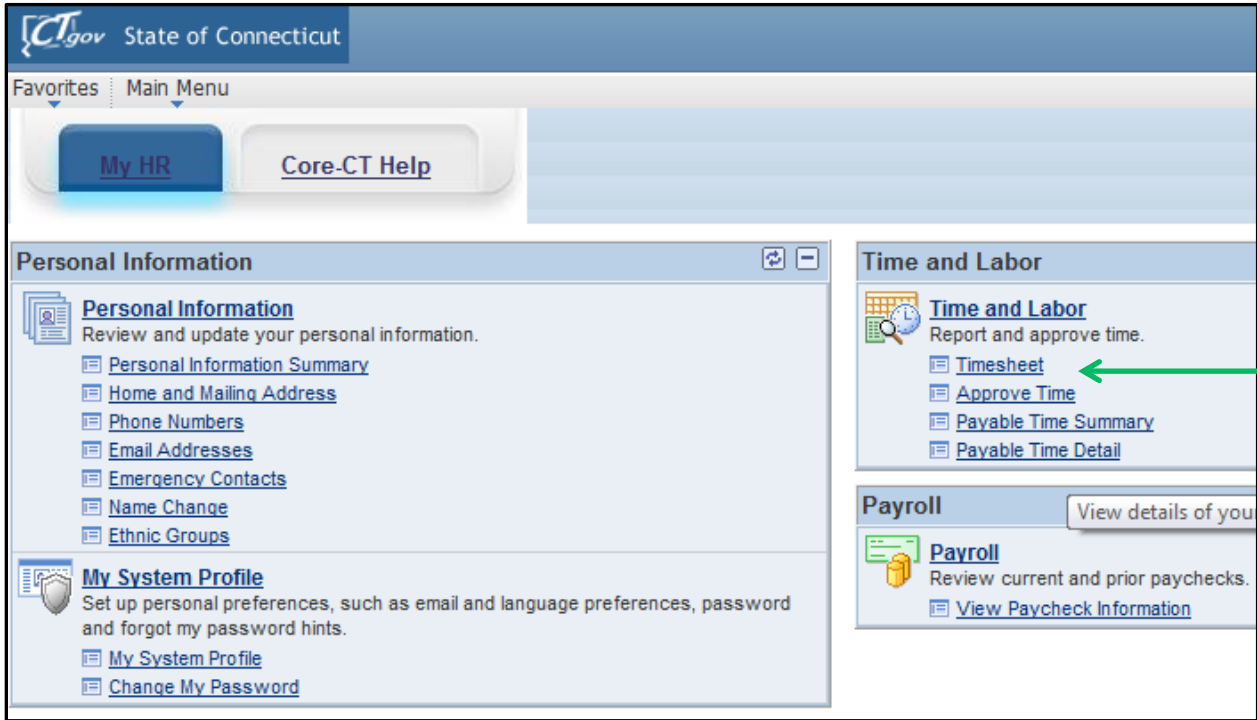 CT.gov State of Connecticut
Favorites Main Menu
My HR Core-CT Help
Personal Information
Personal Information
Review and update your personal information.
Personal Information Summary
Home and Mailing Address
Phone Numbers
Email Addresses
Emergency Contacts
Name Change
Ethnic Groups
My System Profile
Set up personal preferences, such as email and language preferences, password
and forgot my password hints.
My System Profile
Change My Password
Time and Labor
Time and Labor
Report and approve time.
Timesheet
Approve Time
Payable Time Summary
Payable Time Detail
Payroll
View details of your
Payroll
Review current and prior paychecks.
View Paycheck Information